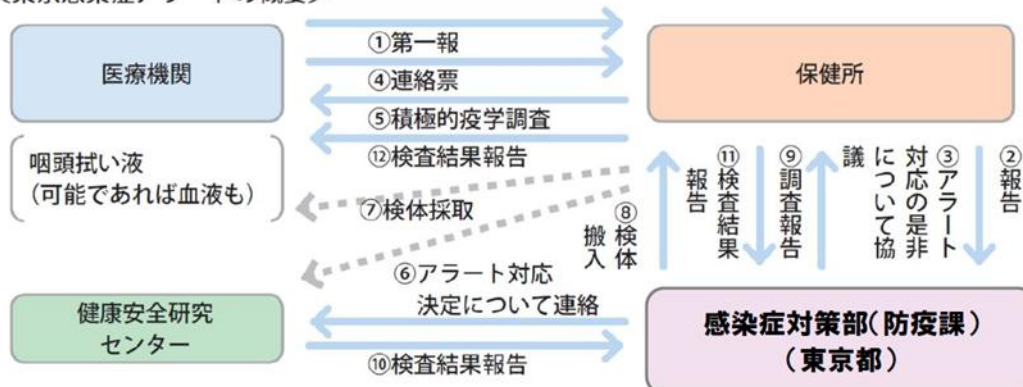 医療機関
保健所
①第一報
④連絡票
⑤積極的疫学調査
⑫検査結果報告
咽頭拭い液
(可能であれば血液も)
⑦検体採取
⑧検体
搬入
⑪検査結果
報告
⑨調査報告
③アラート
対応の是非
について協
議
②報告
⑥アラート対応
決定について連絡
⑩検査結果報告
健康安全研究
センター
感染症対策部(防疫課)
(東京都)